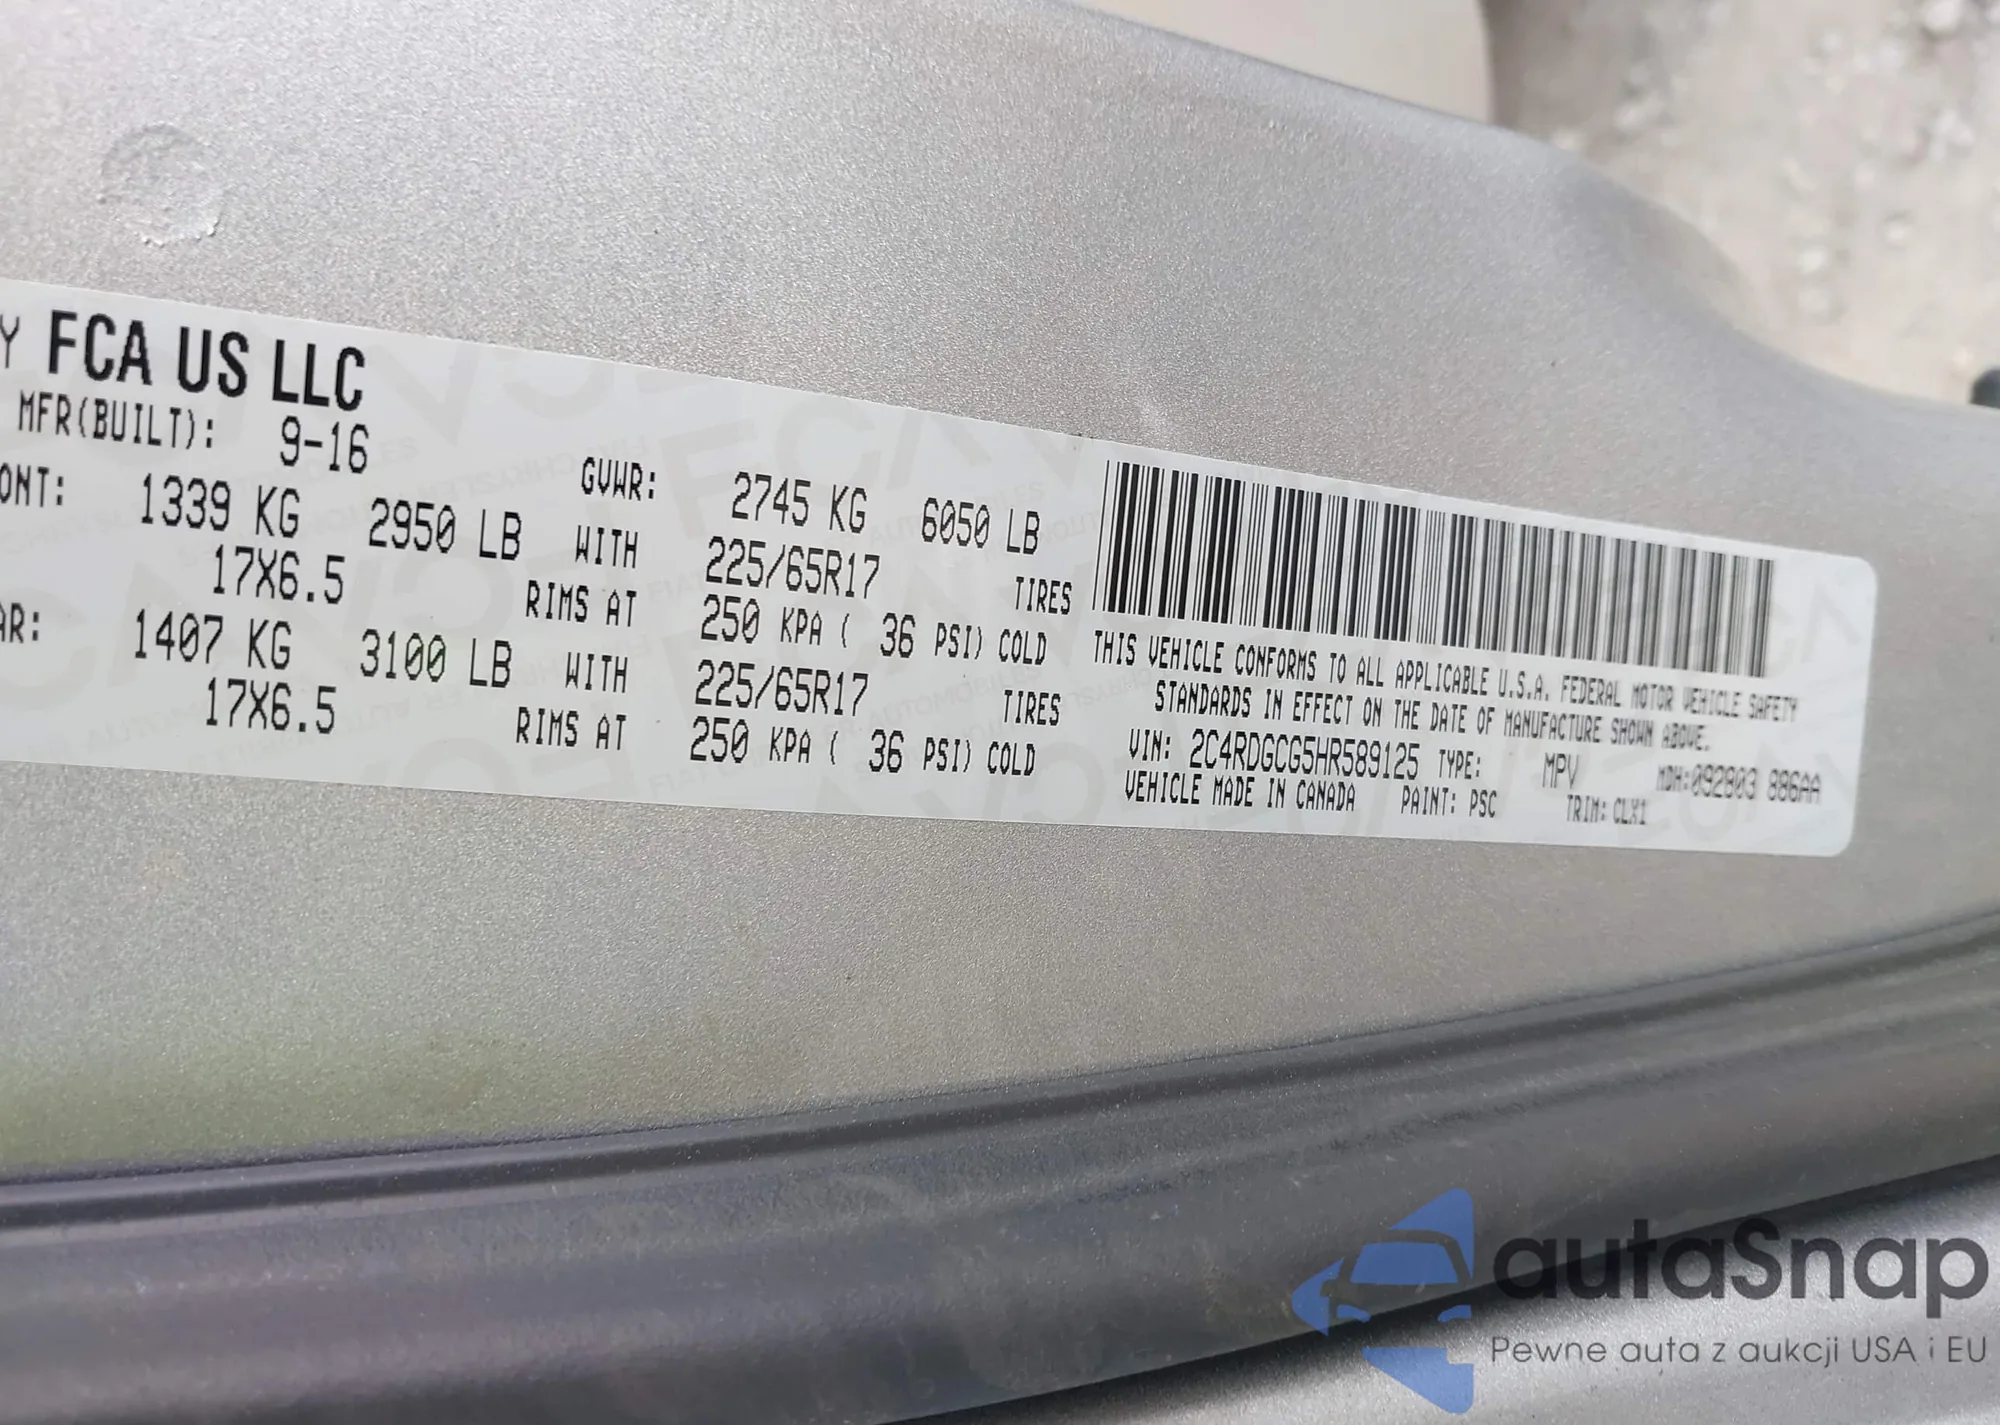 Y FCA US LLC
MFR(BUILT): 9-16
GVWR: 2745 KG 6050 LB
ONT: 1339 KG 2950 LB WITH 225/65R17 TIRES
17X6.5 RIMS AT 250 KPA ( 36 PSI) COLD
AR: 1407 KG 3100 LB WITH 225/65R17 TIRES
17X6.5 RIMS AT 250 KPA ( 36 PSI) COLD
THIS VEHICLE CONFORMS TO ALL APPLICABLE U.S.A. FEDERAL MOTOR VEHICLE SAFETY
STANDARDS IN EFFECT ON THE DATE OF MANUFACTURE SHOWN ABOVE.
VIN: 2C4RDGCG5HR589125 TYPE: MPV MDH:092803 886AA
VEHICLE MADE IN CANADA PAINT: PSC TRIM: CLX1
autaSnap
Pewne auta z aukcji USA i EU